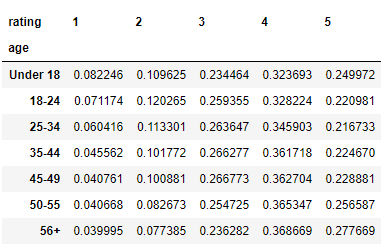 rating 1 2 3 4 5
age
Under 18 0.082246 0.109625 0.234464 0.323693 0.249972
18-24 0.071174 0.120265 0.259355 0.328224 0.220981
25-34 0.060416 0.113301 0.263647 0.345903 0.216733
35-44 0.045562 0.101772 0.266277 0.361718 0.224670
45-49 0.040761 0.100881 0.266773 0.362704 0.228881
50-55 0.040668 0.082673 0.254725 0.365347 0.256587
56+ 0.039995 0.077385 0.236282 0.368669 0.277669